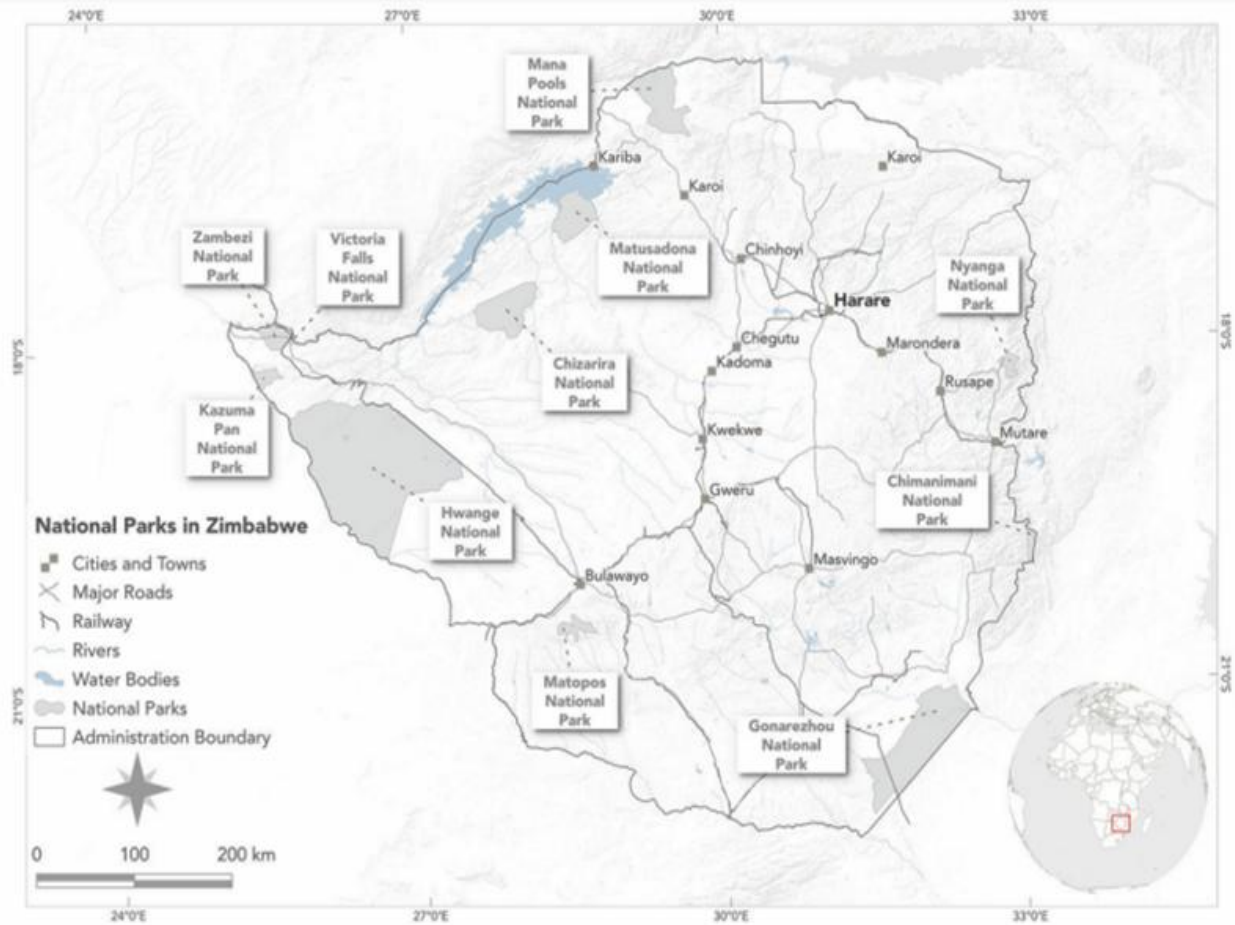 24°0'E
27°0'E
30°0'E
33°0'E
Mana
Pools
National
Park
Kariba
Karoi
Karoi
Zambezi
National
Park
Victoria
Falls
National
Park
Matusadona
National
Park
Chinhoyi
Nyanga
National
Park
Harare
18°0'S
18°0'S
Chegutu
Marondera
Kadoma
Chizarira
National
Park
Rusape
Kazuma
Pan
National
Park
Kwekwe
Mutare
Gweru
Chimanimani
National
Park
Hwange
National
Park
Masvingo
Bulawayo
National Parks in Zimbabwe
Cities and Towns
Major Roads
Railway
Rivers
Water Bodies
National Parks
Administration Boundary
Matopos
National
Park
Gonarezhou
National
Park
21°0'S
21°0'S
0
100
200 km
24°0'E
27°0'E
30°0'E
33°0'E